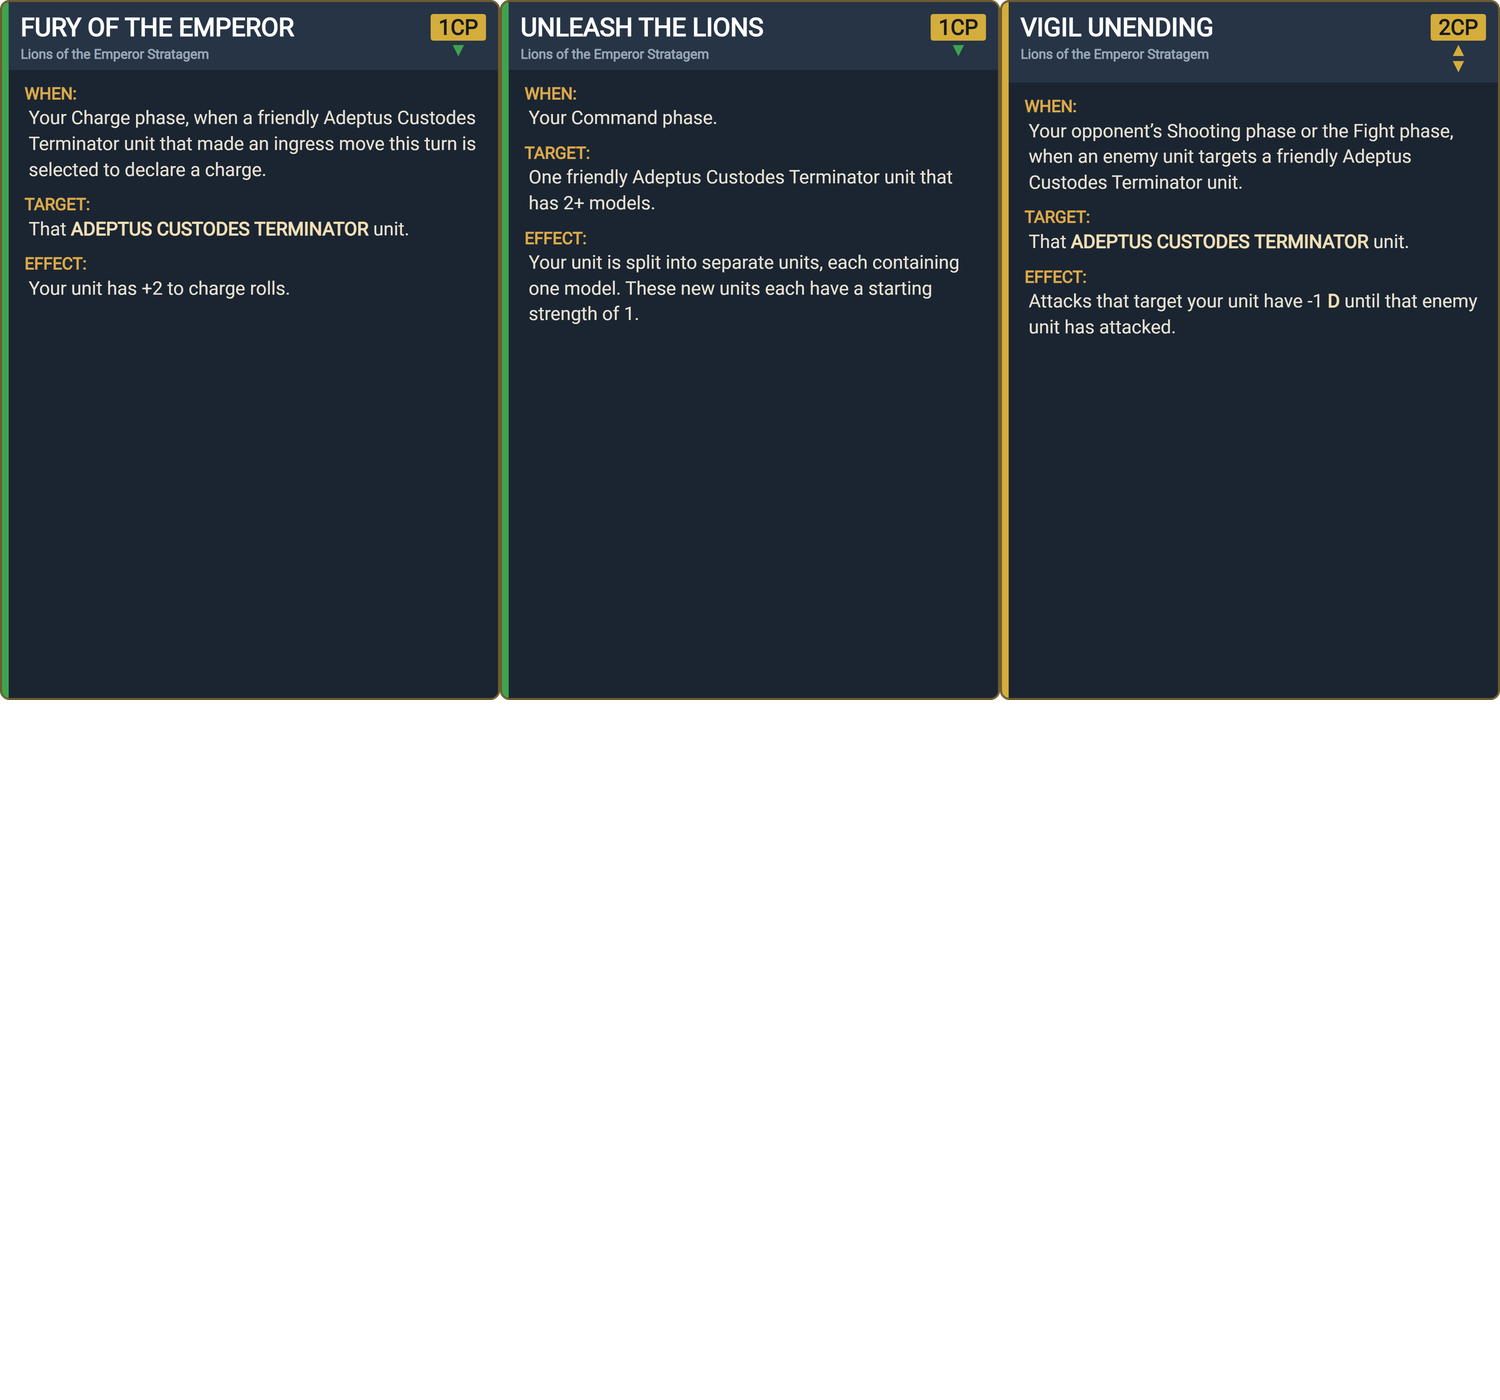 FURY OF THE EMPEROR
1CP
Lions of the Emperor Stratagem
WHEN:
Your Charge phase, when a friendly Adeptus Custodes
Terminator unit that made an ingress move this turn is
selected to declare a charge.
TARGET:
That ADEPTUS CUSTODES TERMINATOR unit.
EFFECT:
Your unit has +2 to charge rolls.
UNLEASH THE LIONS
1CP
Lions of the Emperor Stratagem
WHEN:
Your Command phase.
TARGET:
One friendly Adeptus Custodes Terminator unit that
has 2+ models.
EFFECT:
Your unit is split into separate units, each containing
one model. These new units each have a starting
strength of 1.
VIGIL UNENDING
2CP
Lions of the Emperor Stratagem
WHEN:
Your opponent’s Shooting phase or the Fight phase,
when an enemy unit targets a friendly Adeptus
Custodes Terminator unit.
TARGET:
That ADEPTUS CUSTODES TERMINATOR unit.
EFFECT:
Attacks that target your unit have -1 D until that enemy
unit has attacked.